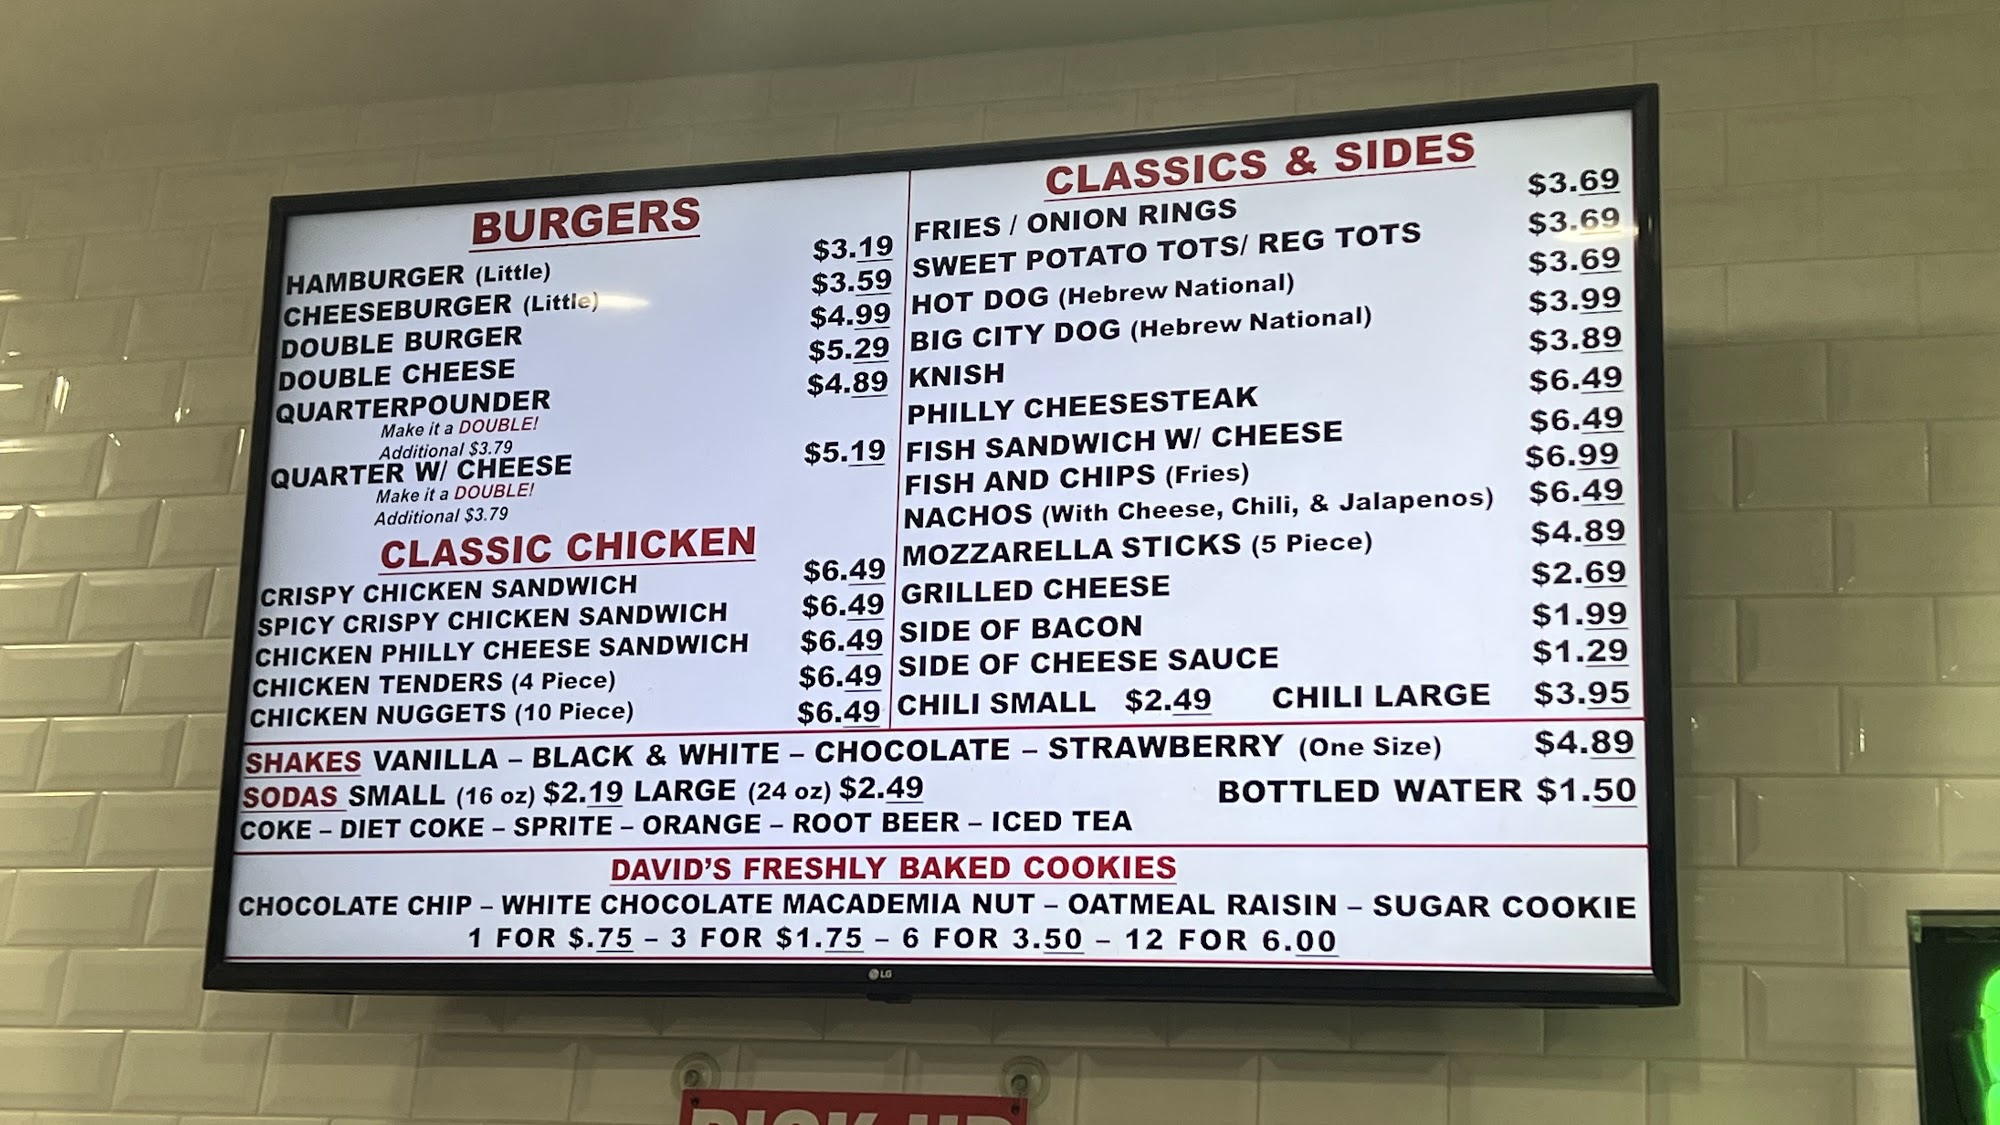 BURGERS
HAMBURGER (Little) $3.19
CHEESEBURGER (Little) $3.59
DOUBLE BURGER $4.99
DOUBLE CHEESE $5.29
QUARTERPOUNDER $4.89
Make it a DOUBLE!
Additional $3.79
QUARTER W/ CHEESE $5.19
Make it a DOUBLE!
Additional $3.79
CLASSIC CHICKEN
CRISPY CHICKEN SANDWICH $6.49
SPICY CRISPY CHICKEN SANDWICH $6.49
CHICKEN PHILLY CHEESE SANDWICH $6.49
CHICKEN TENDERS (4 Piece) $6.49
CHICKEN NUGGETS (10 Piece) $6.49
CLASSICS & SIDES
FRIES / ONION RINGS $3.69
SWEET POTATO TOTS/ REG TOTS $3.69
HOT DOG (Hebrew National) $3.69
BIG CITY DOG (Hebrew National) $3.99
KNISH $3.89
PHILLY CHEESESTEAK $6.49
FISH SANDWICH W/ CHEESE $6.49
FISH AND CHIPS (Fries) $6.99
NACHOS (With Cheese, Chili, & Jalapenos) $6.49
MOZZARELLA STICKS (5 Piece) $4.89
GRILLED CHEESE $2.69
SIDE OF BACON $1.99
SIDE OF CHEESE SAUCE $1.29
CHILI SMALL $2.49 CHILI LARGE $3.95
SHAKES VANILLA – BLACK & WHITE – CHOCOLATE – STRAWBERRY (One Size) $4.89
SODAS SMALL (16 oz) $2.19 LARGE (24 oz) $2.49 BOTTLED WATER $1.50
COKE – DIET COKE – SPRITE – ORANGE – ROOT BEER – ICED TEA
DAVID'S FRESHLY BAKED COOKIES
CHOCOLATE CHIP – WHITE CHOCOLATE MACADEMIA NUT – OATMEAL RAISIN – SUGAR COOKIE
1 FOR $.75 – 3 FOR $1.75 – 6 FOR 3.50 – 12 FOR 6.00
LG
PICK UP